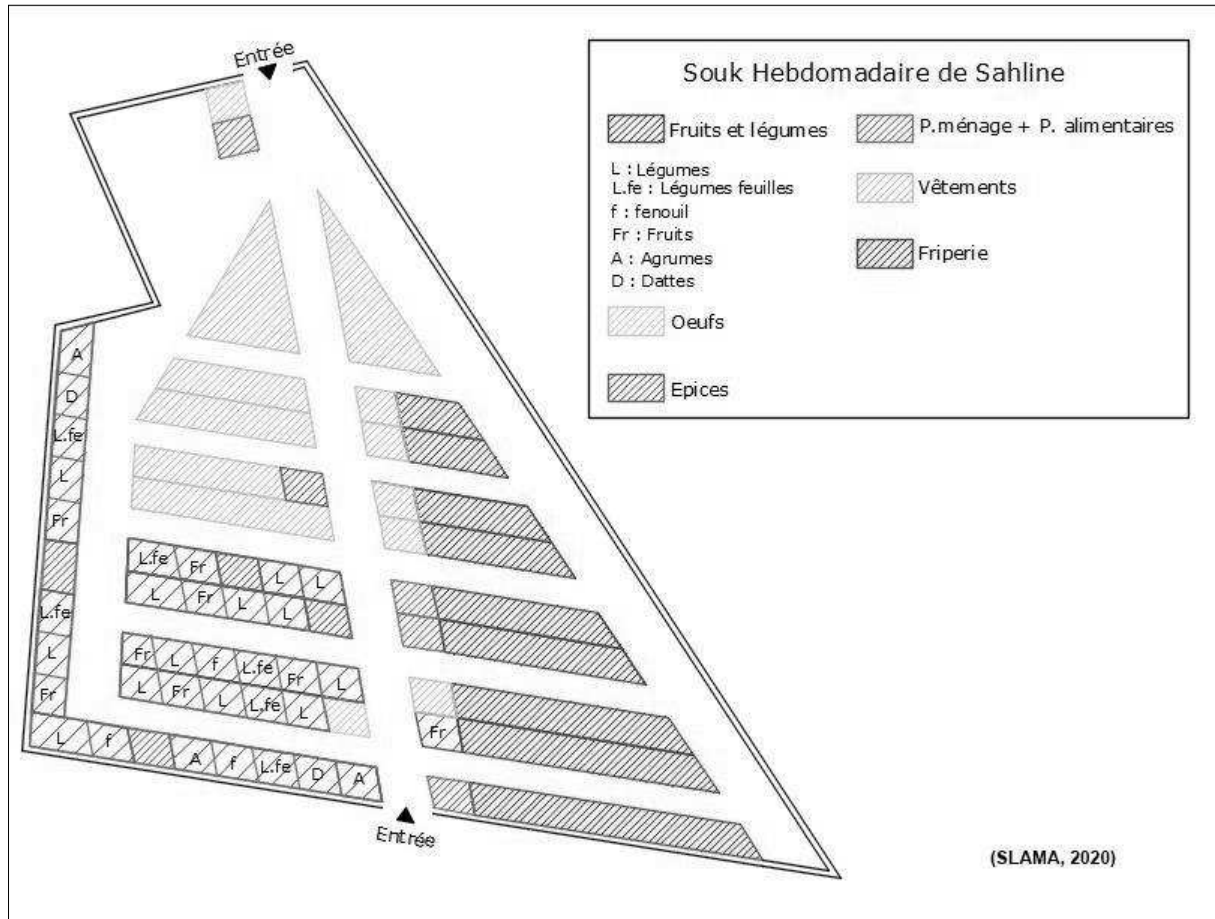 Entrée
Souk Hebdomadaire de Sahline
Fruits et légumes
P.ménage + P. alimentaires
L : Légumes
L.fe : Légumes feuilles
Vêtements
f : fenouil
Fr : Fruits
Friperie
A : Agrumes
D : Dattes
Oeufs
Epices
A
D
L.fe
L
Fr
L.fe
L
Fr
L.fe Fr L L
L Fr L L
Fr L f L.fe Fr L
L Fr L L.fe L
Fr
L f A f L.fe D A
Entrée
(SLAMA, 2020)